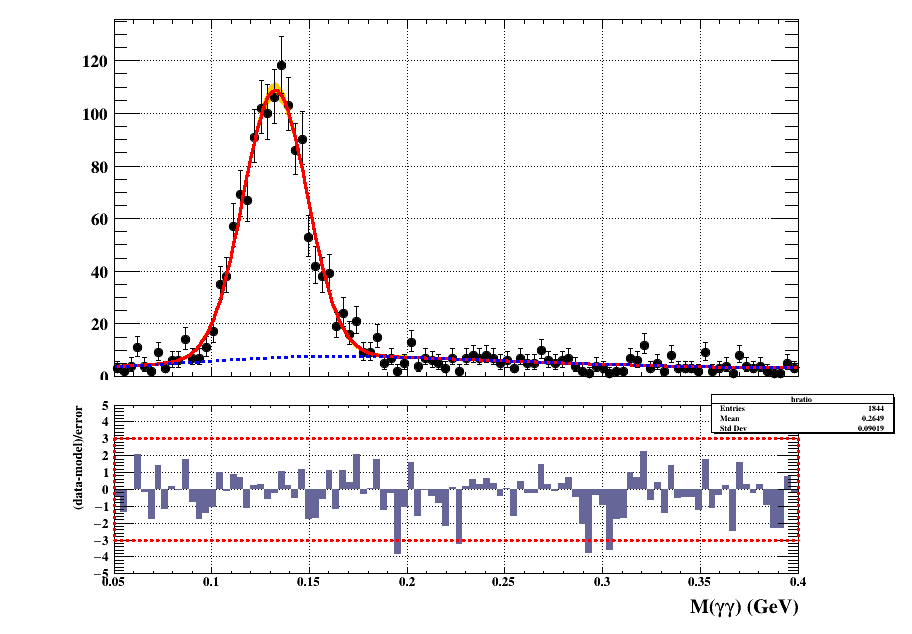 120
100
80
60
40
20
0
hratio
Entries 1844
Mean 0.2649
Std Dev 0.09019
(data-model)/error
5
4
3
2
1
0
−1
−2
−3
−4
−5
0.05 0.1 0.15 0.2 0.25 0.3 0.35 0.4
M(γγ) (GeV)